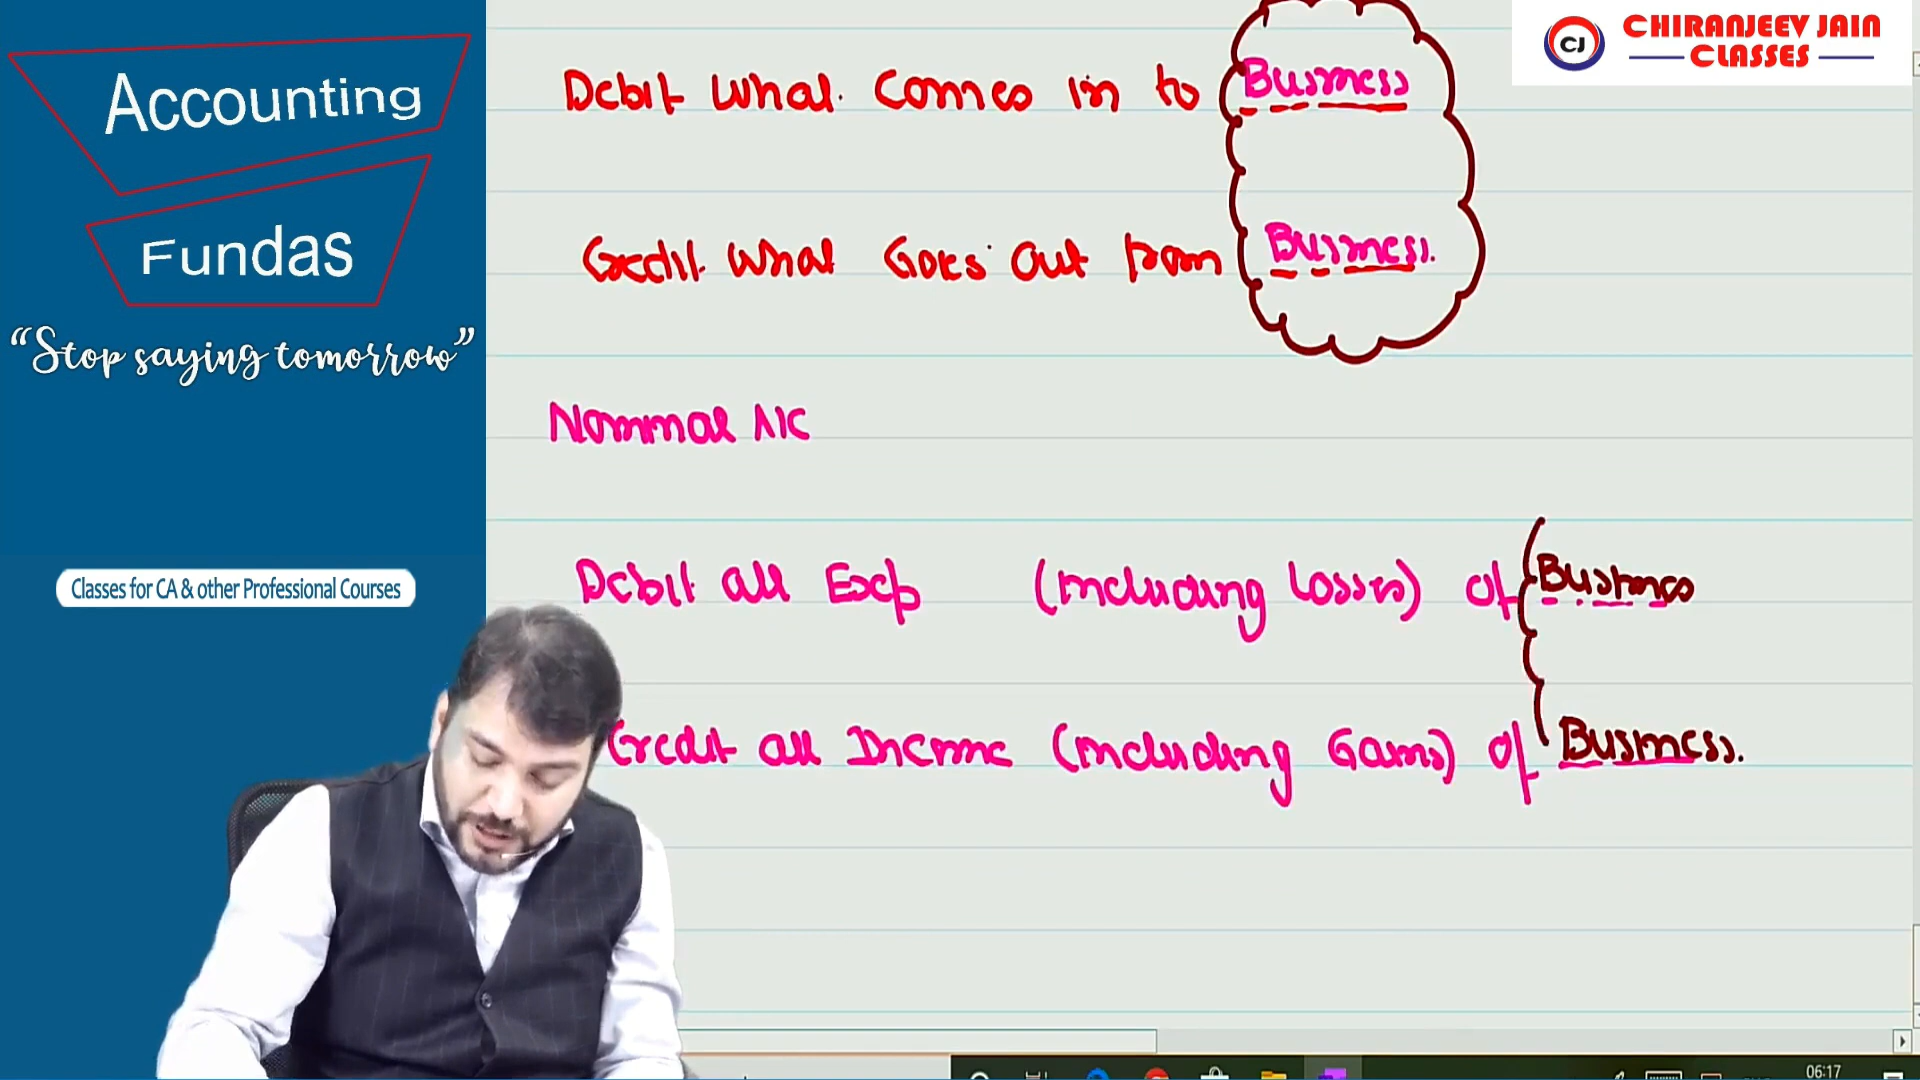 Accounting
Fundas
“Stop saying tomorrow”
Classes for CA & other Professional Courses
CJ
CHIRANJEEV JAIN
CLASSES
Debit What Comes in to Business
Credit What Goes Out from Business.
Nominal A/C
Debit all Exp (Including Losses) of Business
Credit all Income (Including Gains) of Business.
06:17